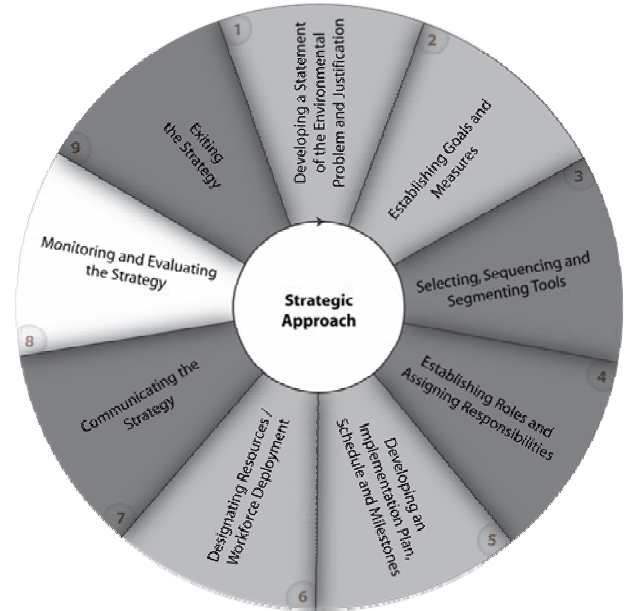 1
Developing a Statement
of the Environmental
Problem and Justification
2
Establishing Goals and
Measures
3
Selecting, Sequencing and
Segmenting Tools
4
Establishing Roles and
Assigning Responsibilities
5
Developing an
Implementation Plan,
Schedule and Milestones
6
Designating Resources /
Workforce Deployment
7
Communicating the
Strategy
8
Monitoring and Evaluating
the Strategy
9
Exiting
the Strategy
Strategic
Approach